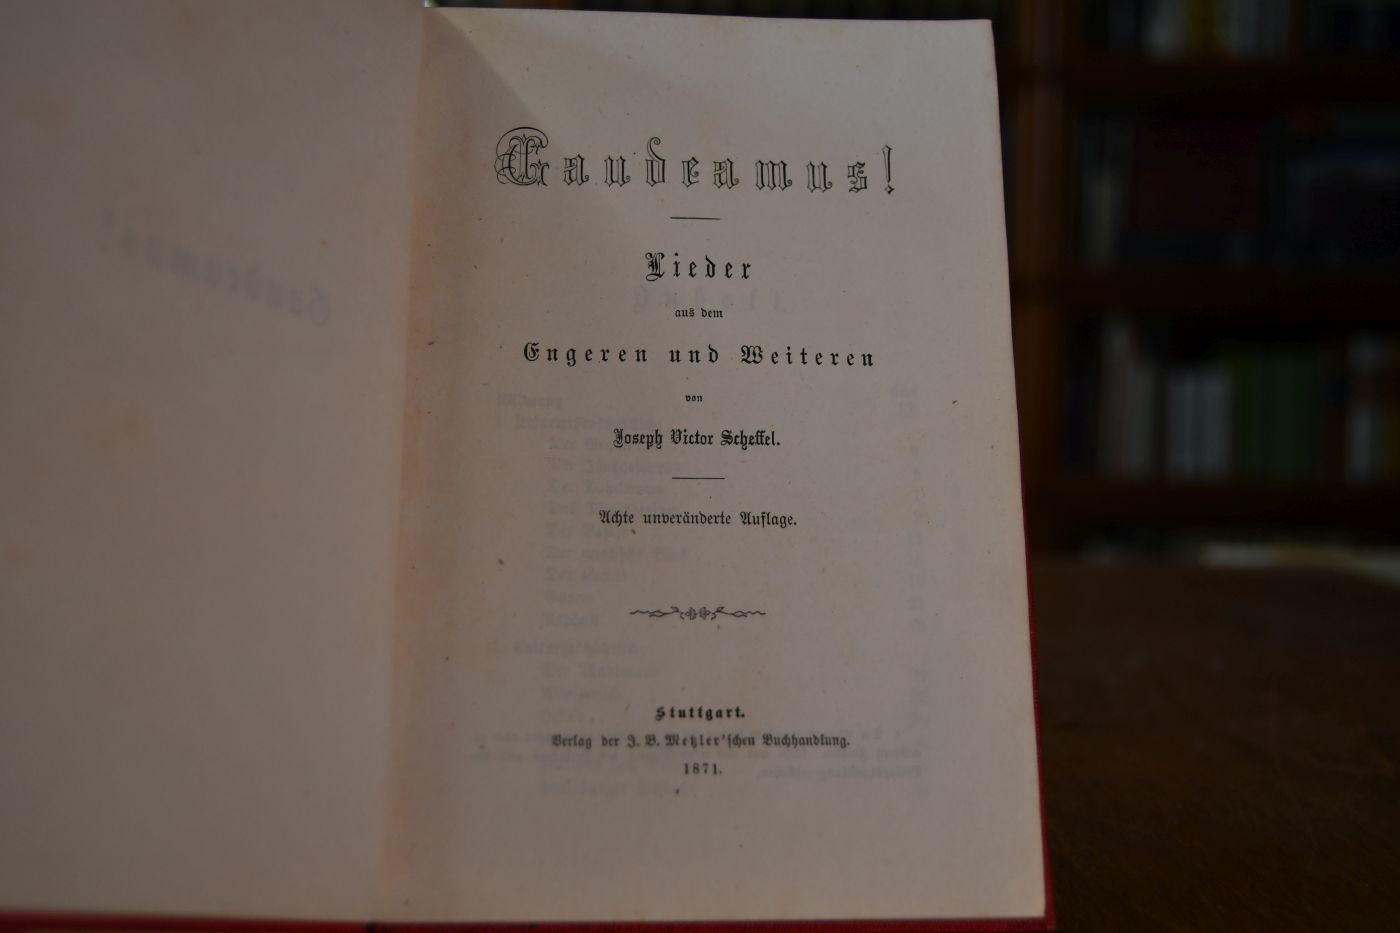 Gaudeamus!
Lieder
aus dem
Engeren und Weiteren
von
Joseph Victor Scheffel.
Achte unveränderte Auflage.
Stuttgart.
Verlag der J. B. Metzler'schen Buchhandlung.
1871.